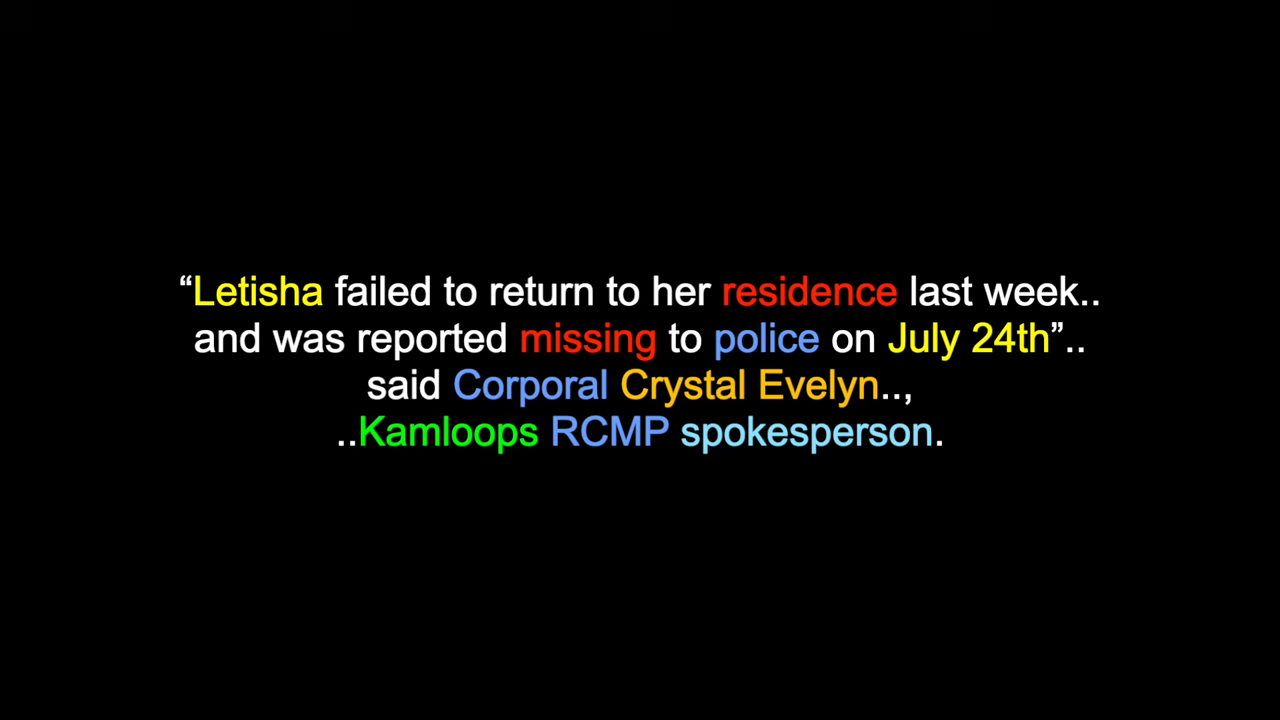 “Letisha failed to return to her residence last week..
and was reported missing to police on July 24th”..
said Corporal Crystal Evelyn..,
..Kamloops RCMP spokesperson.